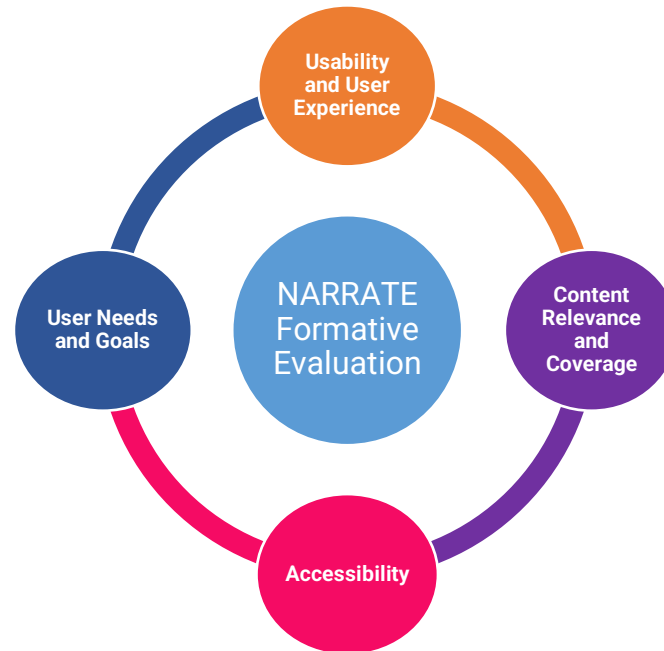 Usability
and User
Experience
User Needs
and Goals
NARRATE
Formative
Evaluation
Content
Relevance
and
Coverage
Accessibility